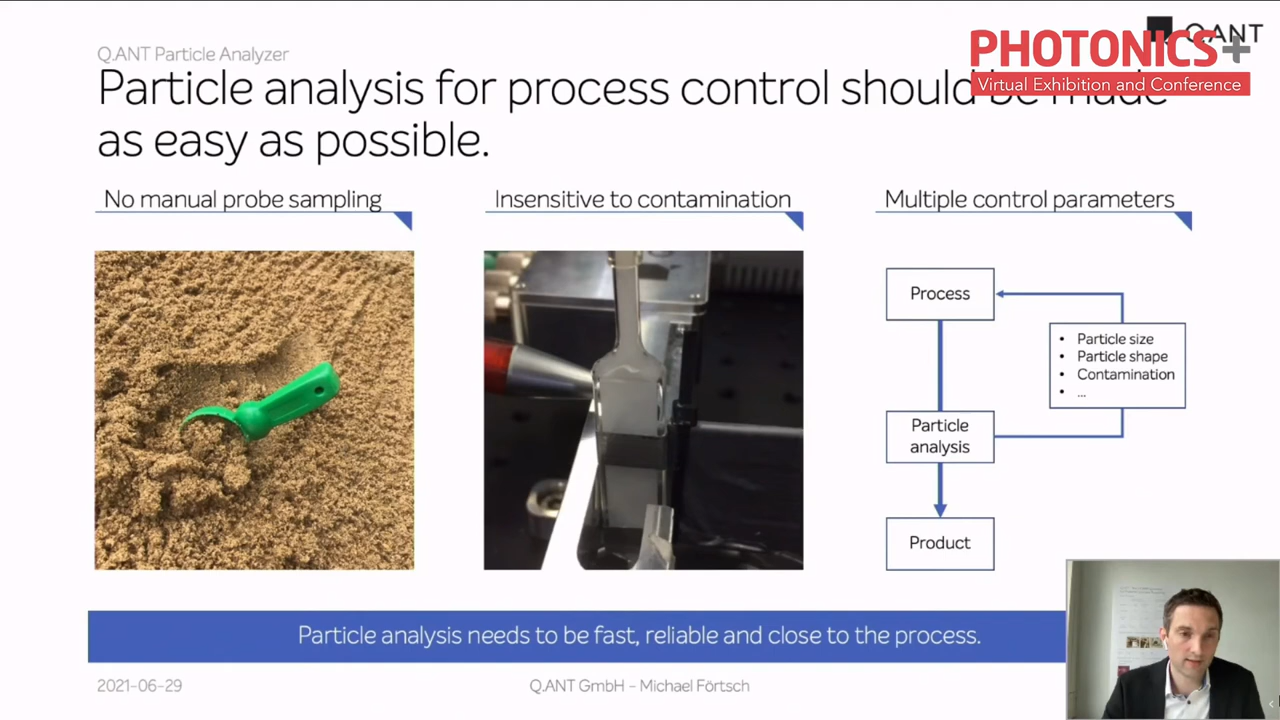 Q.ANT
PHOTONICS+
Virtual Exhibition and Conference
Q.ANT Particle Analyzer
Particle analysis for process control should be made
as easy as possible.
No manual probe sampling
Insensitive to contamination
Multiple control parameters
Process
• Particle size
• Particle shape
• Contamination
• ...
Particle
analysis
Product
Particle analysis needs to be fast, reliable and close to the process.
2021-06-29
Q.ANT GmbH – Michael Förtsch